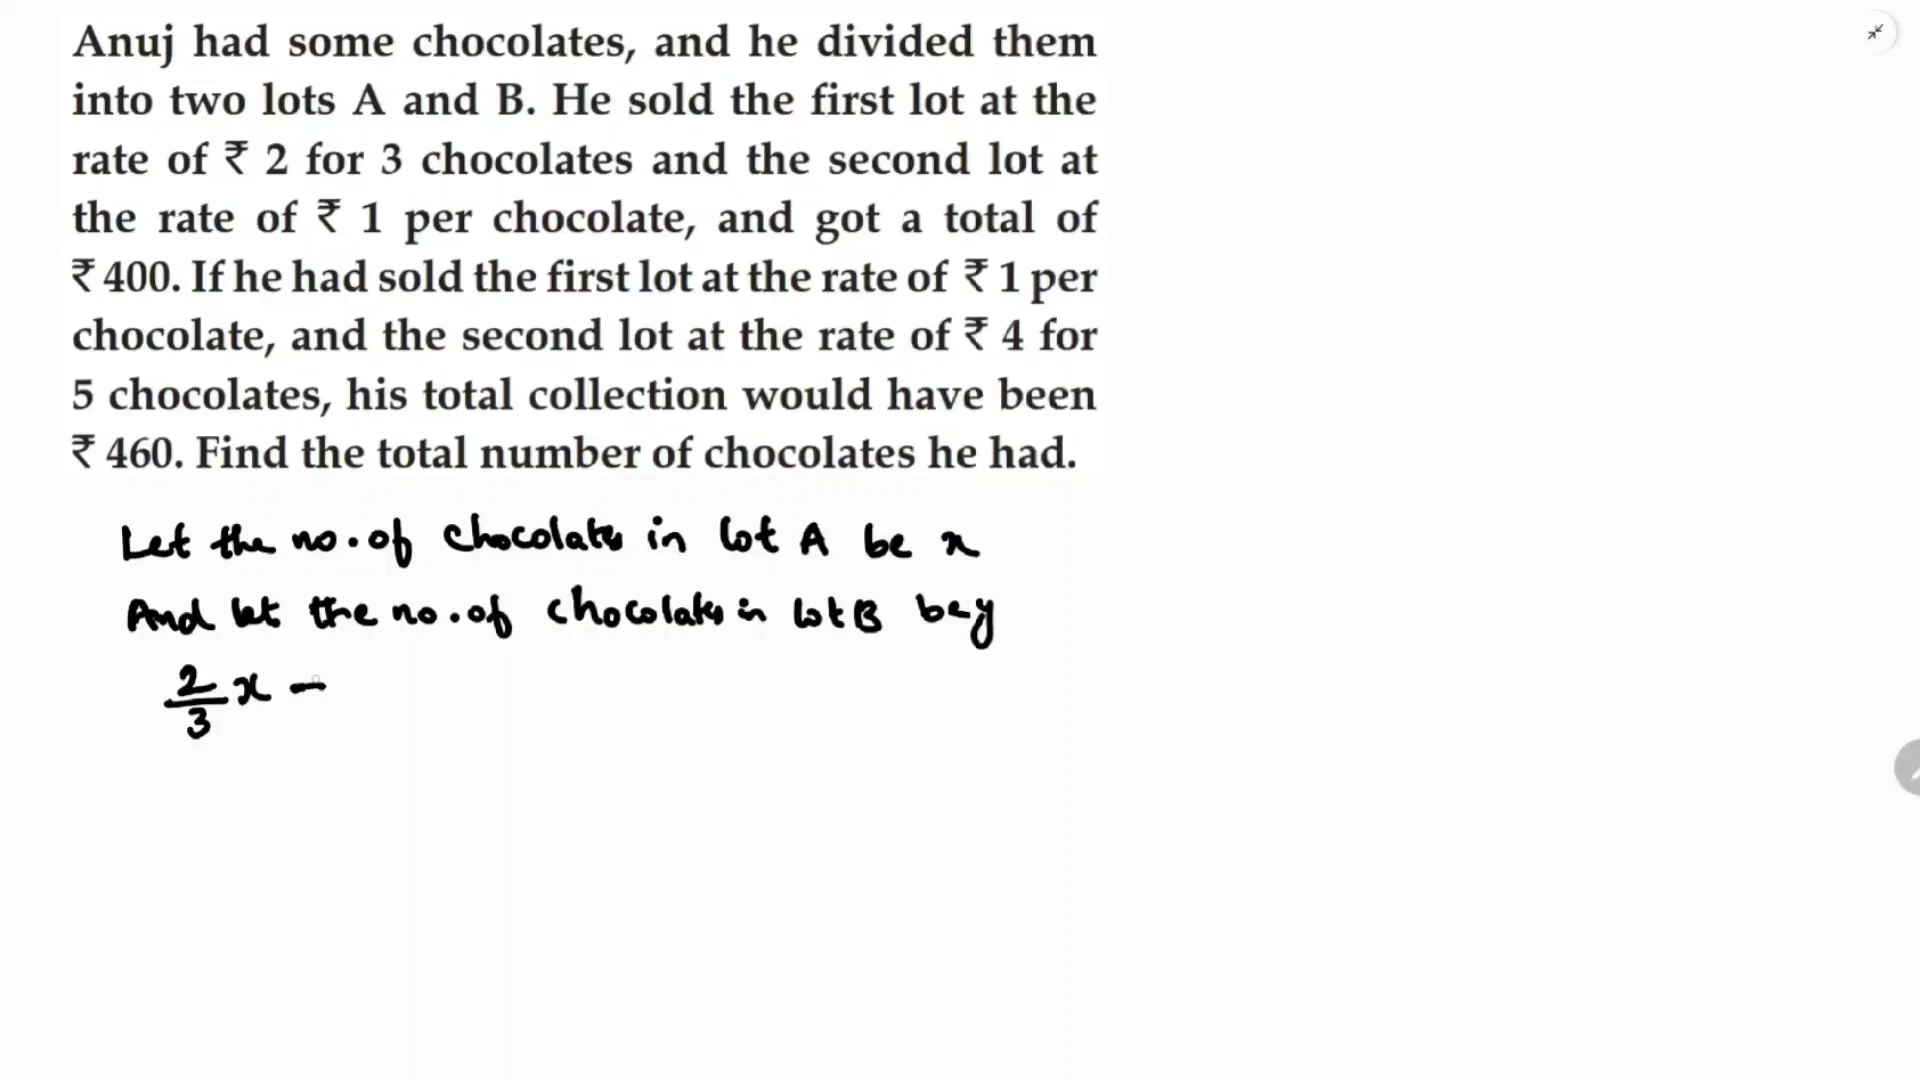 Anuj had some chocolates, and he divided them
into two lots A and B. He sold the first lot at the
rate of ₹ 2 for 3 chocolates and the second lot at
the rate of ₹ 1 per chocolate, and got a total of
₹ 400. If he had sold the first lot at the rate of ₹ 1 per
chocolate, and the second lot at the rate of ₹ 4 for
5 chocolates, his total collection would have been
₹ 460. Find the total number of chocolates he had.
Let the no. of chocolates in lot A be x
And let the no. of chocolates in lot B be y
2/3 x -